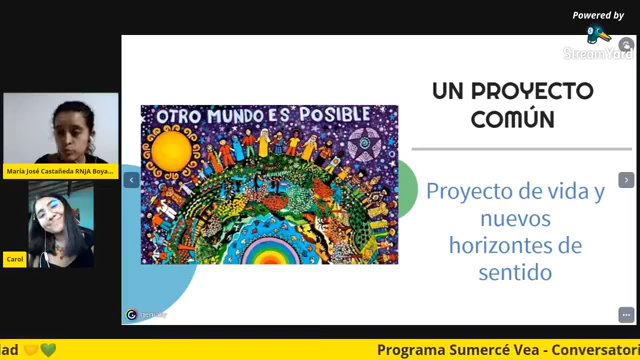 Powered by
StreamYard
OTRO MUNDO ES POSIBLE
UN PROYECTO
COMÚN
Proyecto de vida y
nuevos
horizontes de
sentido
María José Castañeda RNJA Boya...
Carol
iad 🤝💚
Programa Sumercé Vea - Conversatori